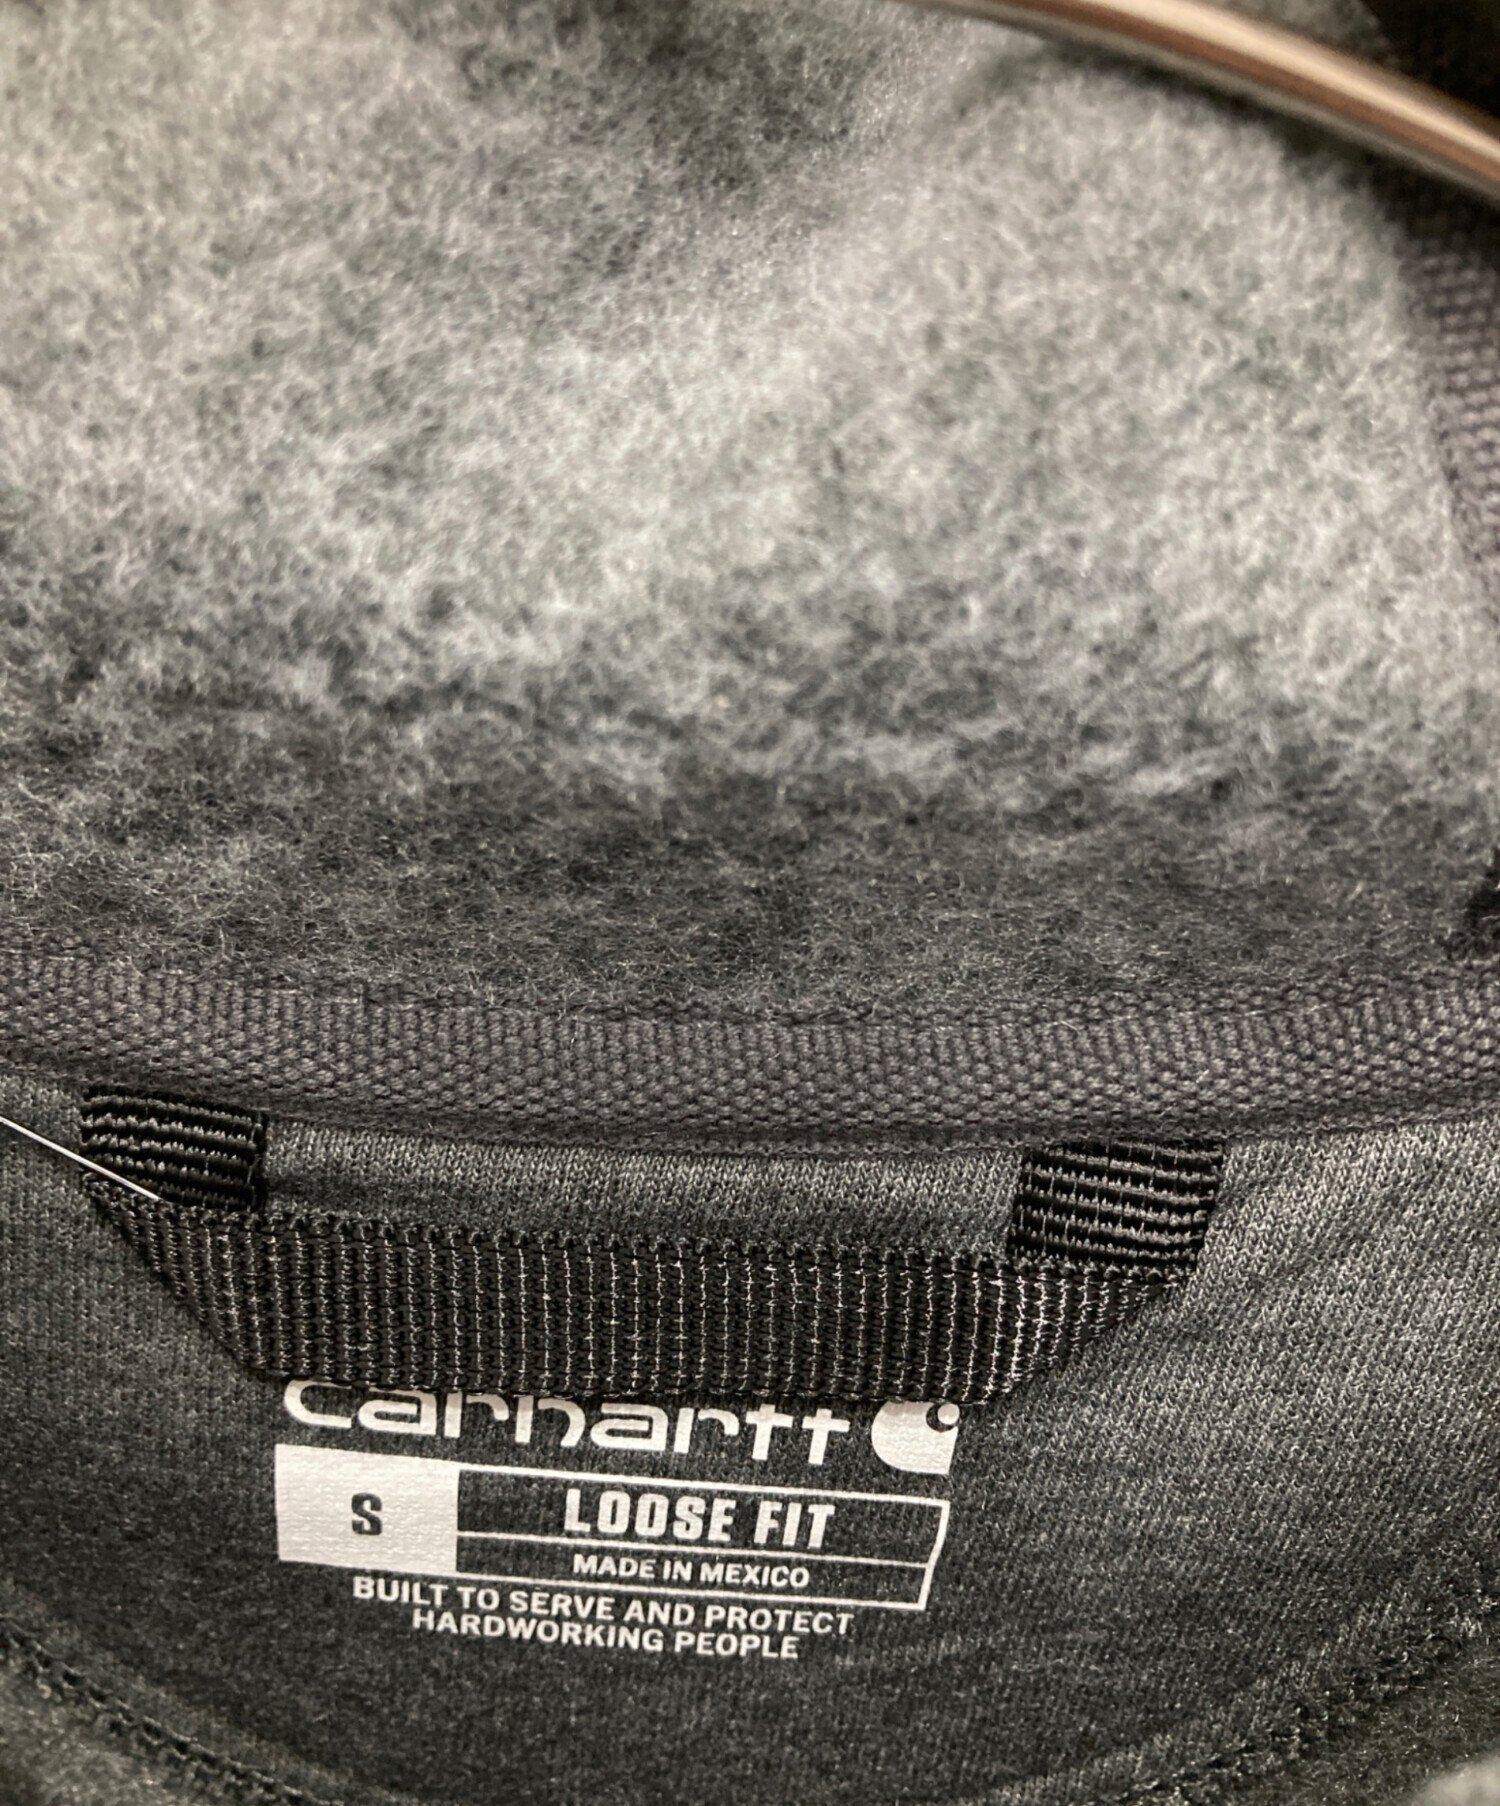 carhartt
S
LOOSE FIT
MADE IN MEXICO
BUILT TO SERVE AND PROTECT
HARDWORKING PEOPLE